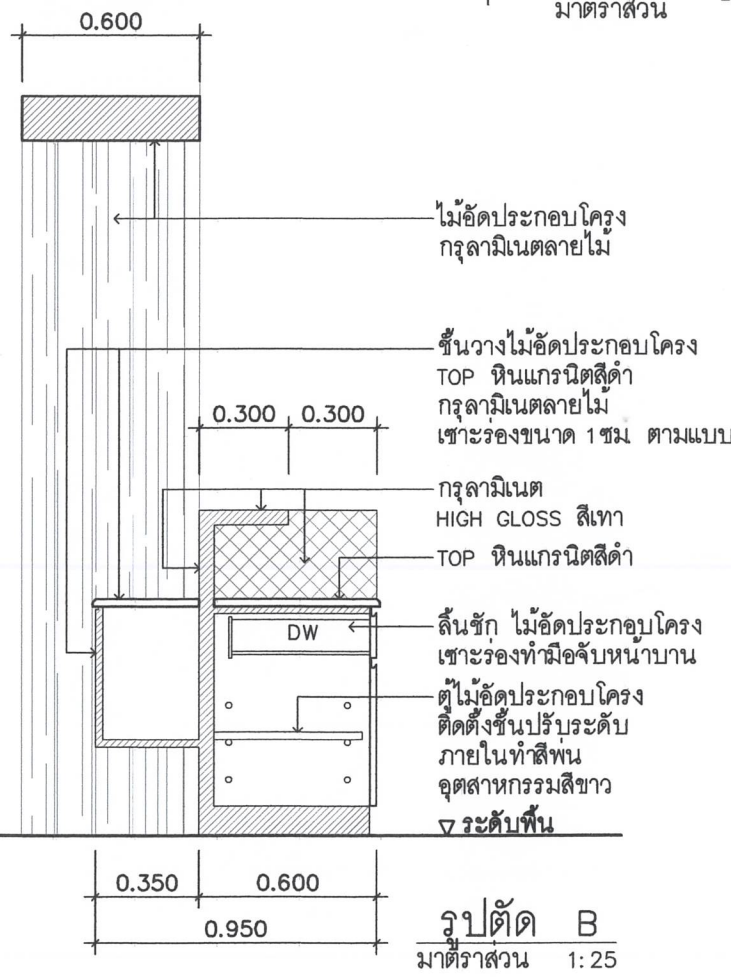 มาตราส่วน
0.600
ไม้อัดประกอบโครง
กรุลามิเนตลายไม้
ชั้นวางไม้อัดประกอบโครง
TOP หินแกรนิตสีดำ
กรุลามิเนตลายไม้
เซาะร่องขนาด 1 ซม. ตามแบบ
0.300
0.300
กรุลามิเนต
HIGH GLOSS สีเทา
TOP หินแกรนิตสีดำ
DW
ลิ้นชัก ไม้อัดประกอบโครง
เซาะร่องทำมือจับหน้าบาน
ตู้ไม้อัดประกอบโครง
ติดตั้งชั้นปรับระดับ
ภายในทำสีพ่น
อุตสาหกรรมสีขาว
ระดับพื้น
0.350
0.600
0.950
รูปตัด B
มาตราส่วน 1:25